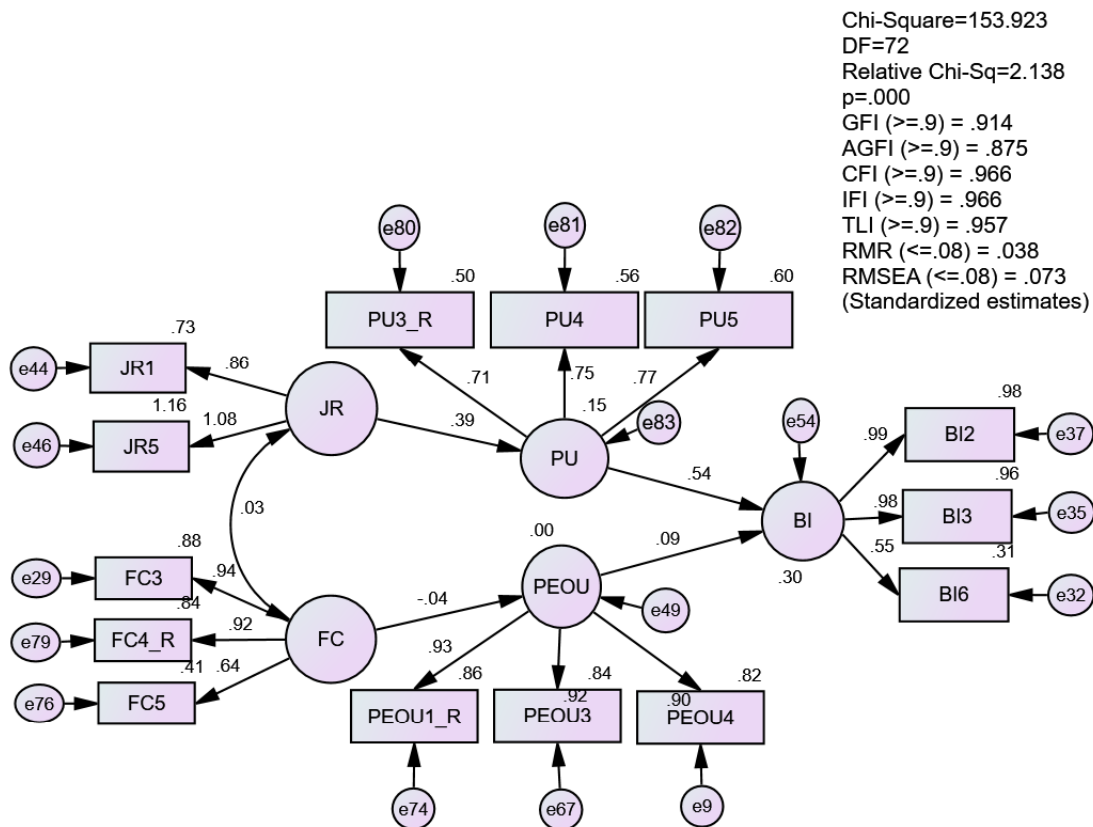 Chi-Square=153.923
DF=72
Relative Chi-Sq=2.138
p=.000
GFI (>=.9) = .914
AGFI (>=.9) = .875
CFI (>=.9) = .966
IFI (>=.9) = .966
TLI (>=.9) = .957
RMR (<=.08) = .038
RMSEA (<=.08) = .073
(Standardized estimates)
e80
e81
e82
.50
.56
.60
PU3_R
PU4
PU5
.73
e44
JR1
.86
.71
.75
.77
1.16
1.08
JR
.39
.15
e83
e46
JR5
PU
e54
.98
.99
BI2
e37
.54
.03
.96
BI
.98
BI3
e35
.88
.00
.09
.55
.31
e29
FC3
.94
PEOU
.30
BI6
e32
.84
-.04
e49
e79
FC4_R
.92
FC
.93
.41
.64
.86
.84
.82
e76
FC5
.92
.90
PEOU1_R
PEOU3
PEOU4
e74
e67
e9